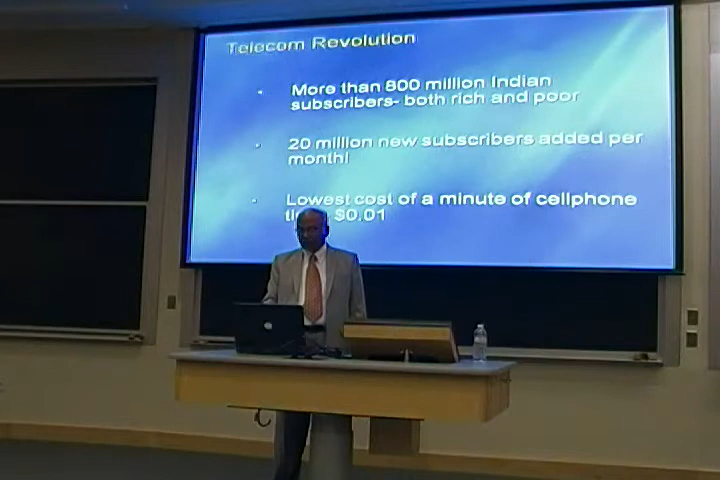 Telecom Revolution
More than 800 million Indian
subscribers- both rich and poor
20 million new subscribers added per
month!
Lowest cost of a minute of cellphone
$0.01